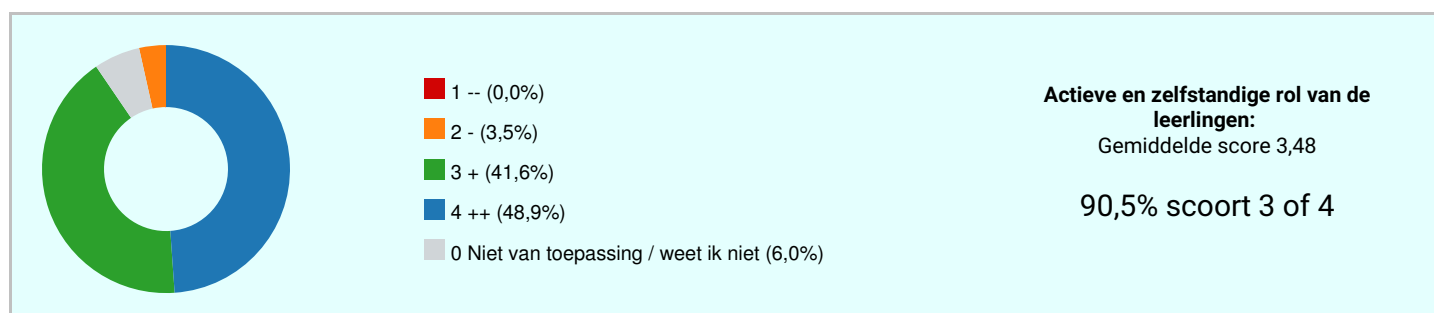 1 -- (0,0%)
2 - (3,5%)
3 + (41,6%)
4 ++ (48,9%)
0 Niet van toepassing / weet ik niet (6,0%)
Actieve en zelfstandige rol van de
leerlingen:
Gemiddelde score 3,48
90,5% scoort 3 of 4